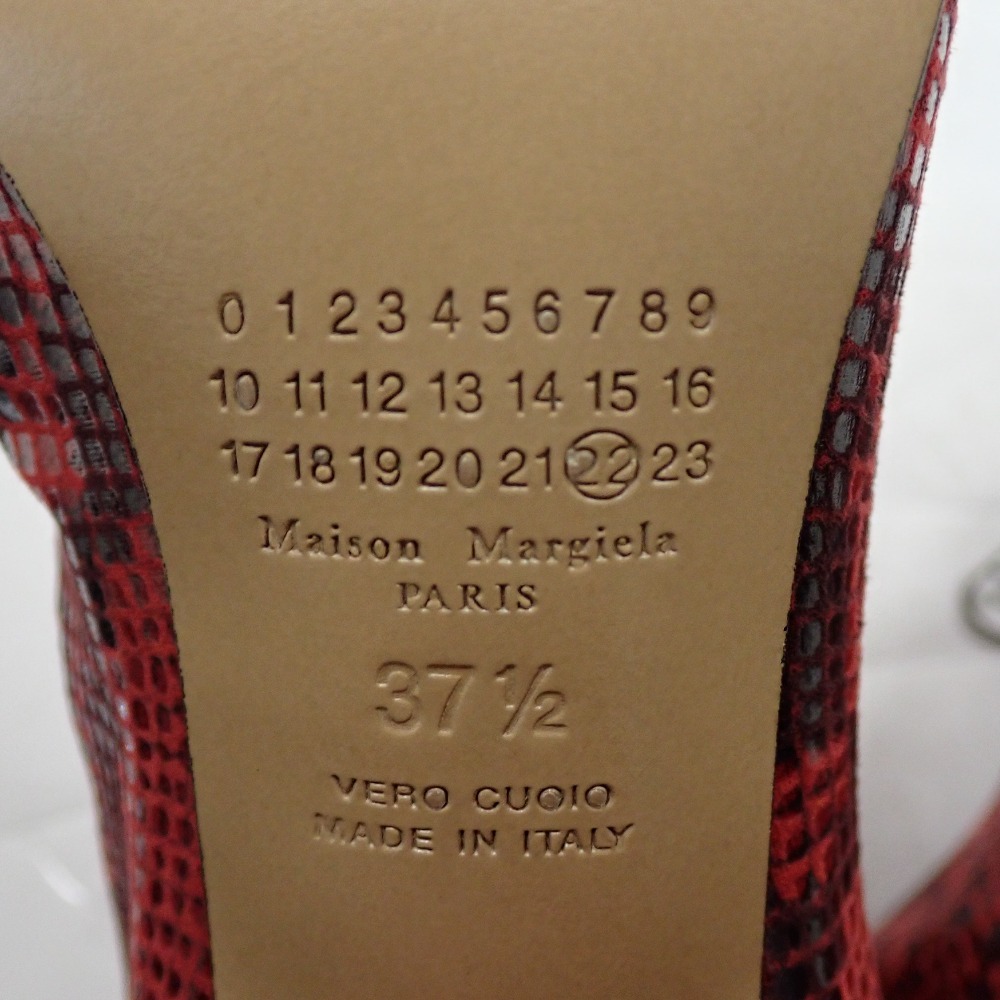 0 1 2 3 4 5 6 7 8 9
10 11 12 13 14 15 16
17 18 19 20 21 22 23
Maison Margiela
PARIS
37 ½
VERO CUOIO
MADE IN ITALY